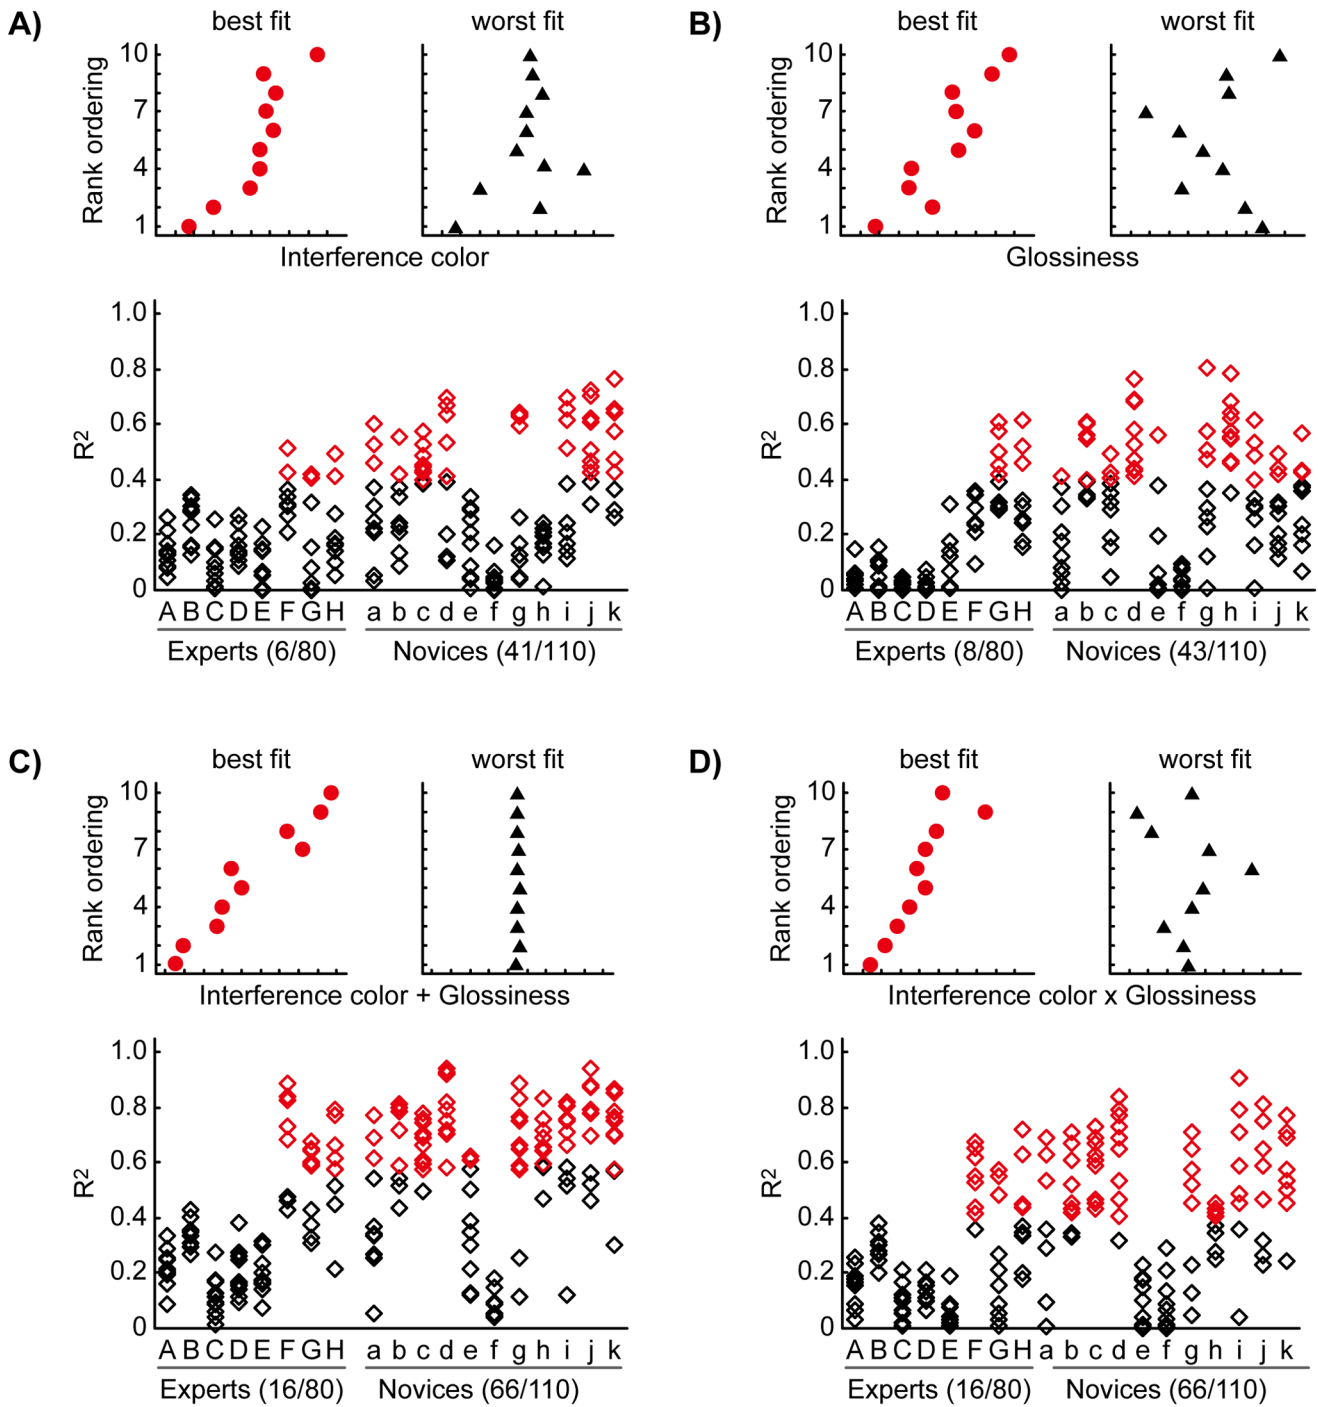 A)
best fit
worst fit
Rank ordering
10
7
4
1
Interference color
R2
1.0
0.8
0.6
0.4
0.2
0
A B C D E F G H a b c d e f g h i j k
Experts (6/80)
Novices (41/110)
B)
best fit
worst fit
Rank ordering
10
7
4
1
Glossiness
R2
1.0
0.8
0.6
0.4
0.2
0
A B C D E F G H a b c d e f g h i j k
Experts (8/80)
Novices (43/110)
C)
best fit
worst fit
Rank ordering
10
7
4
1
Interference color + Glossiness
R2
1.0
0.8
0.6
0.4
0.2
0
A B C D E F G H a b c d e f g h i j k
Experts (16/80)
Novices (66/110)
D)
best fit
worst fit
Rank ordering
10
7
4
1
Interference color x Glossiness
R2
1.0
0.8
0.6
0.4
0.2
0
A B C D E F G H a b c d e f g h i j k
Experts (16/80)
Novices (66/110)